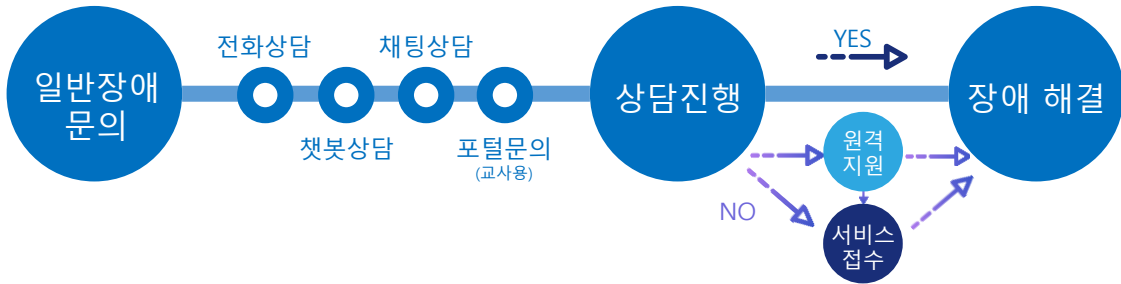 일반장애
문의
전화상담
챗봇상담
채팅상담
포털문의
(교사용)
상담진행
YES
NO
원격
지원
서비스
접수
장애 해결